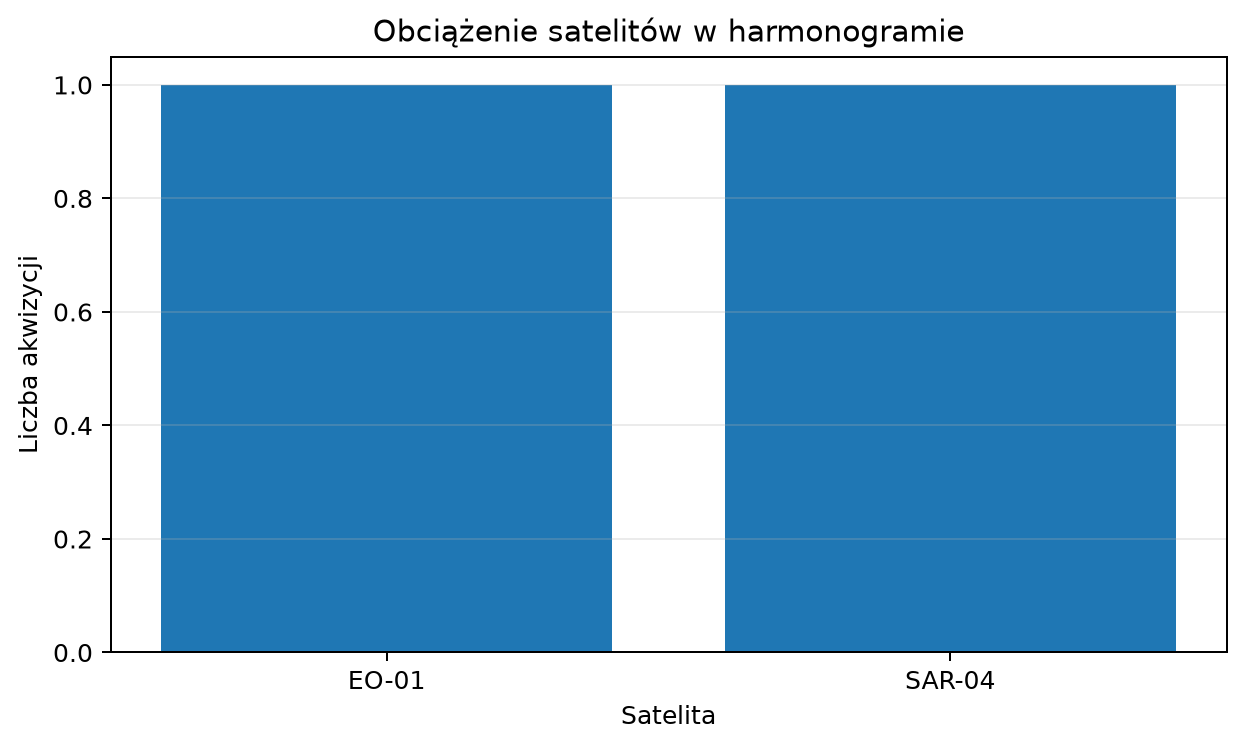 Obciążenie satelitów w harmonogramie
Liczba akwizycji
1.0
0.8
0.6
0.4
0.2
0.0
EO-01
SAR-04
Satelita